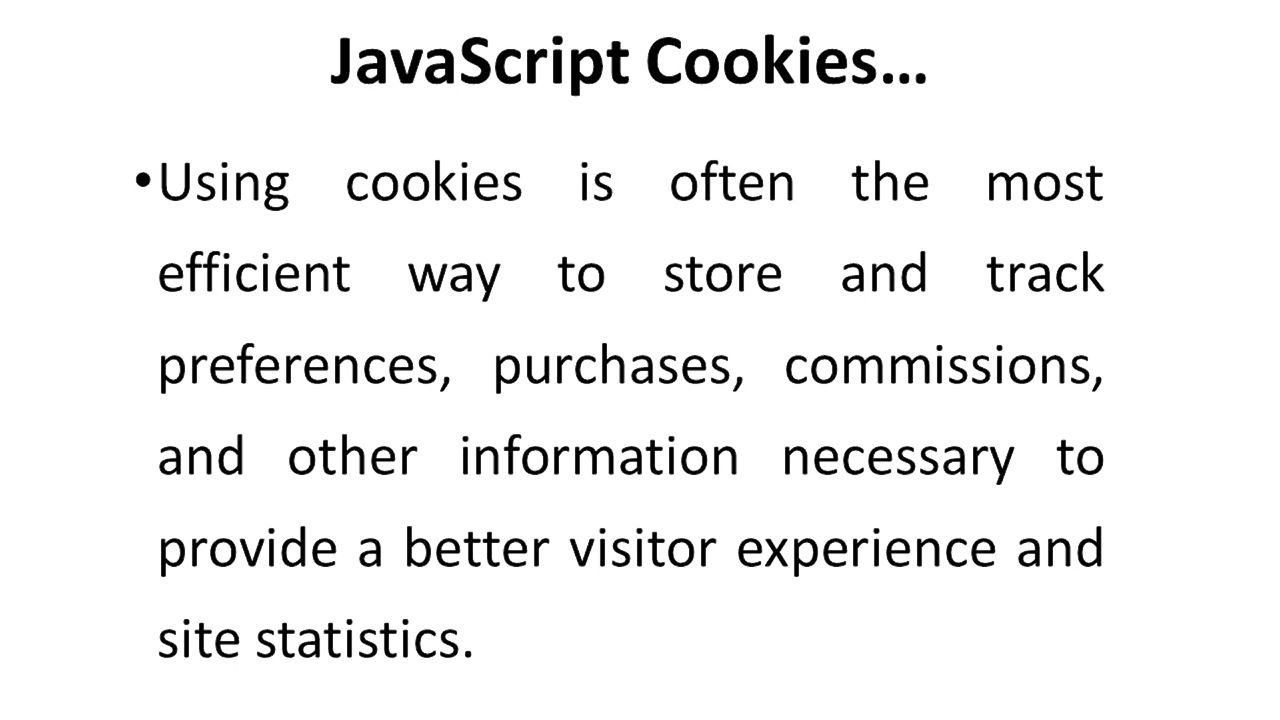 JavaScript Cookies...
•Using cookies is often the most
efficient way to store and track
preferences, purchases, commissions,
and other information necessary to
provide a better visitor experience and
site statistics.